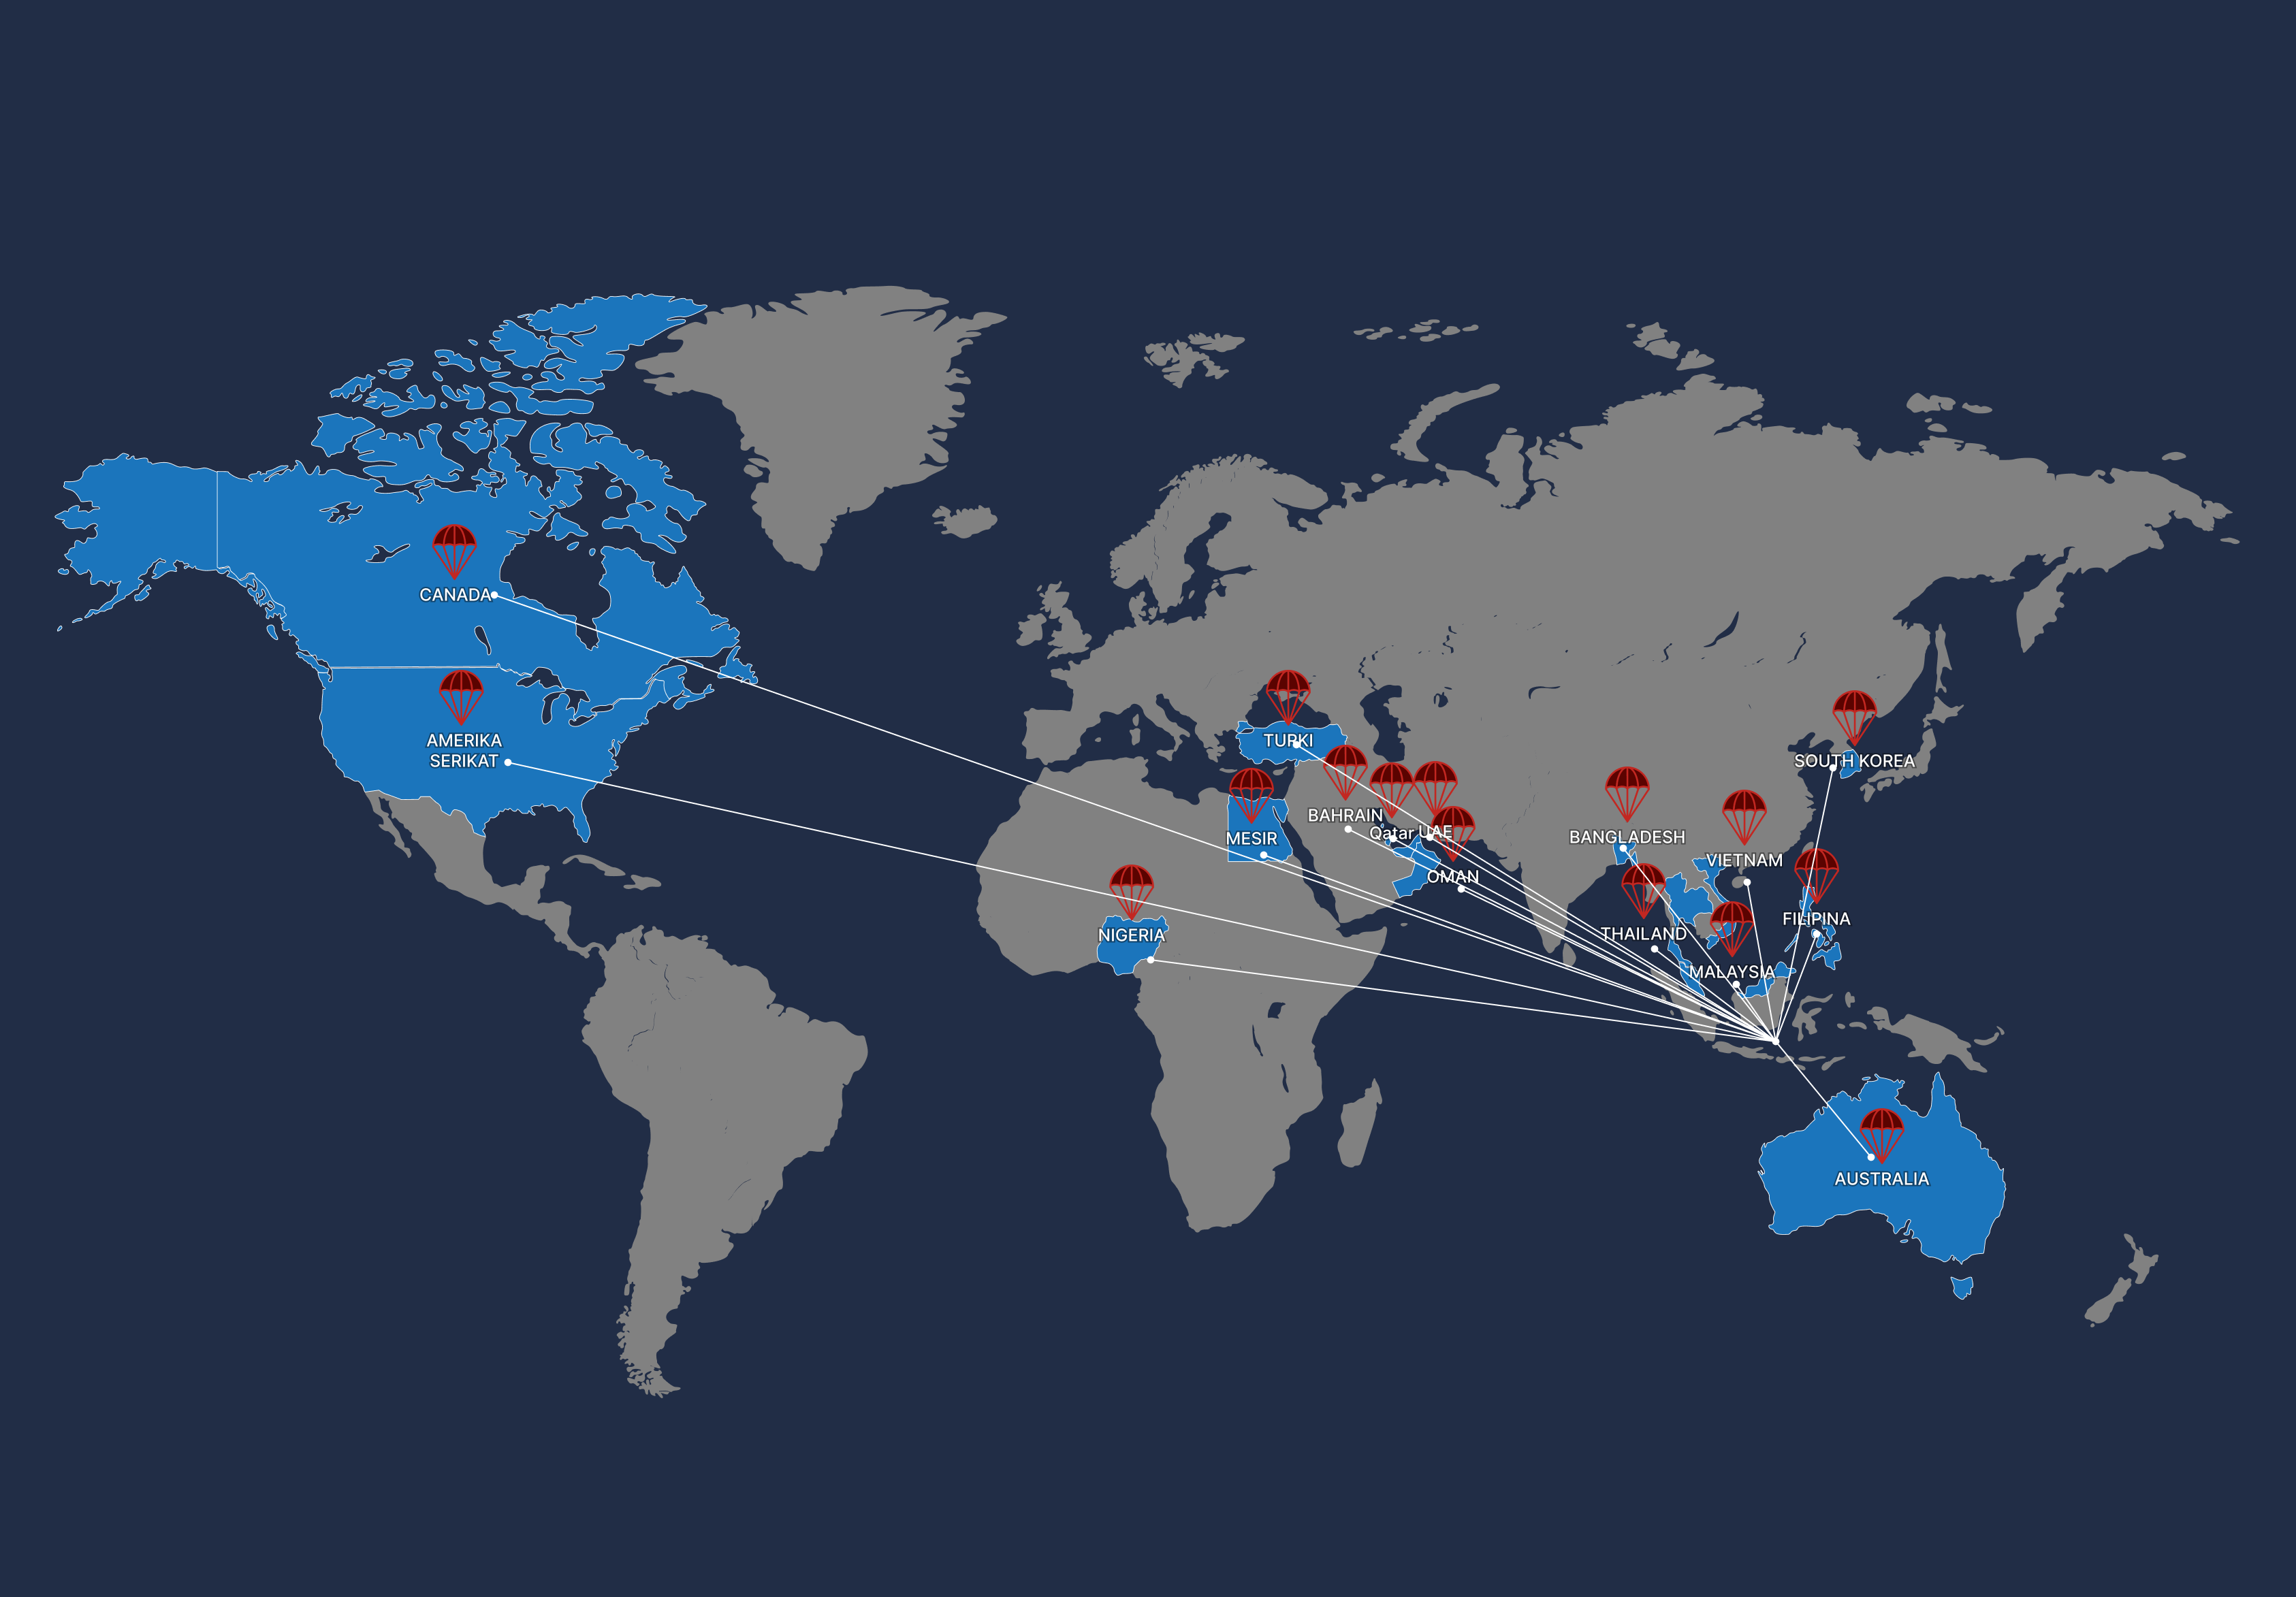 CANADA
AMERIKA
SERIKAT
TURKI
SOUTH KOREA
BAHRAIN
Qatar
UAE
MESIR
BANGLADESH
VIETNAM
OMAN
FILIPINA
NIGERIA
THAILAND
MALAYSIA
AUSTRALIA